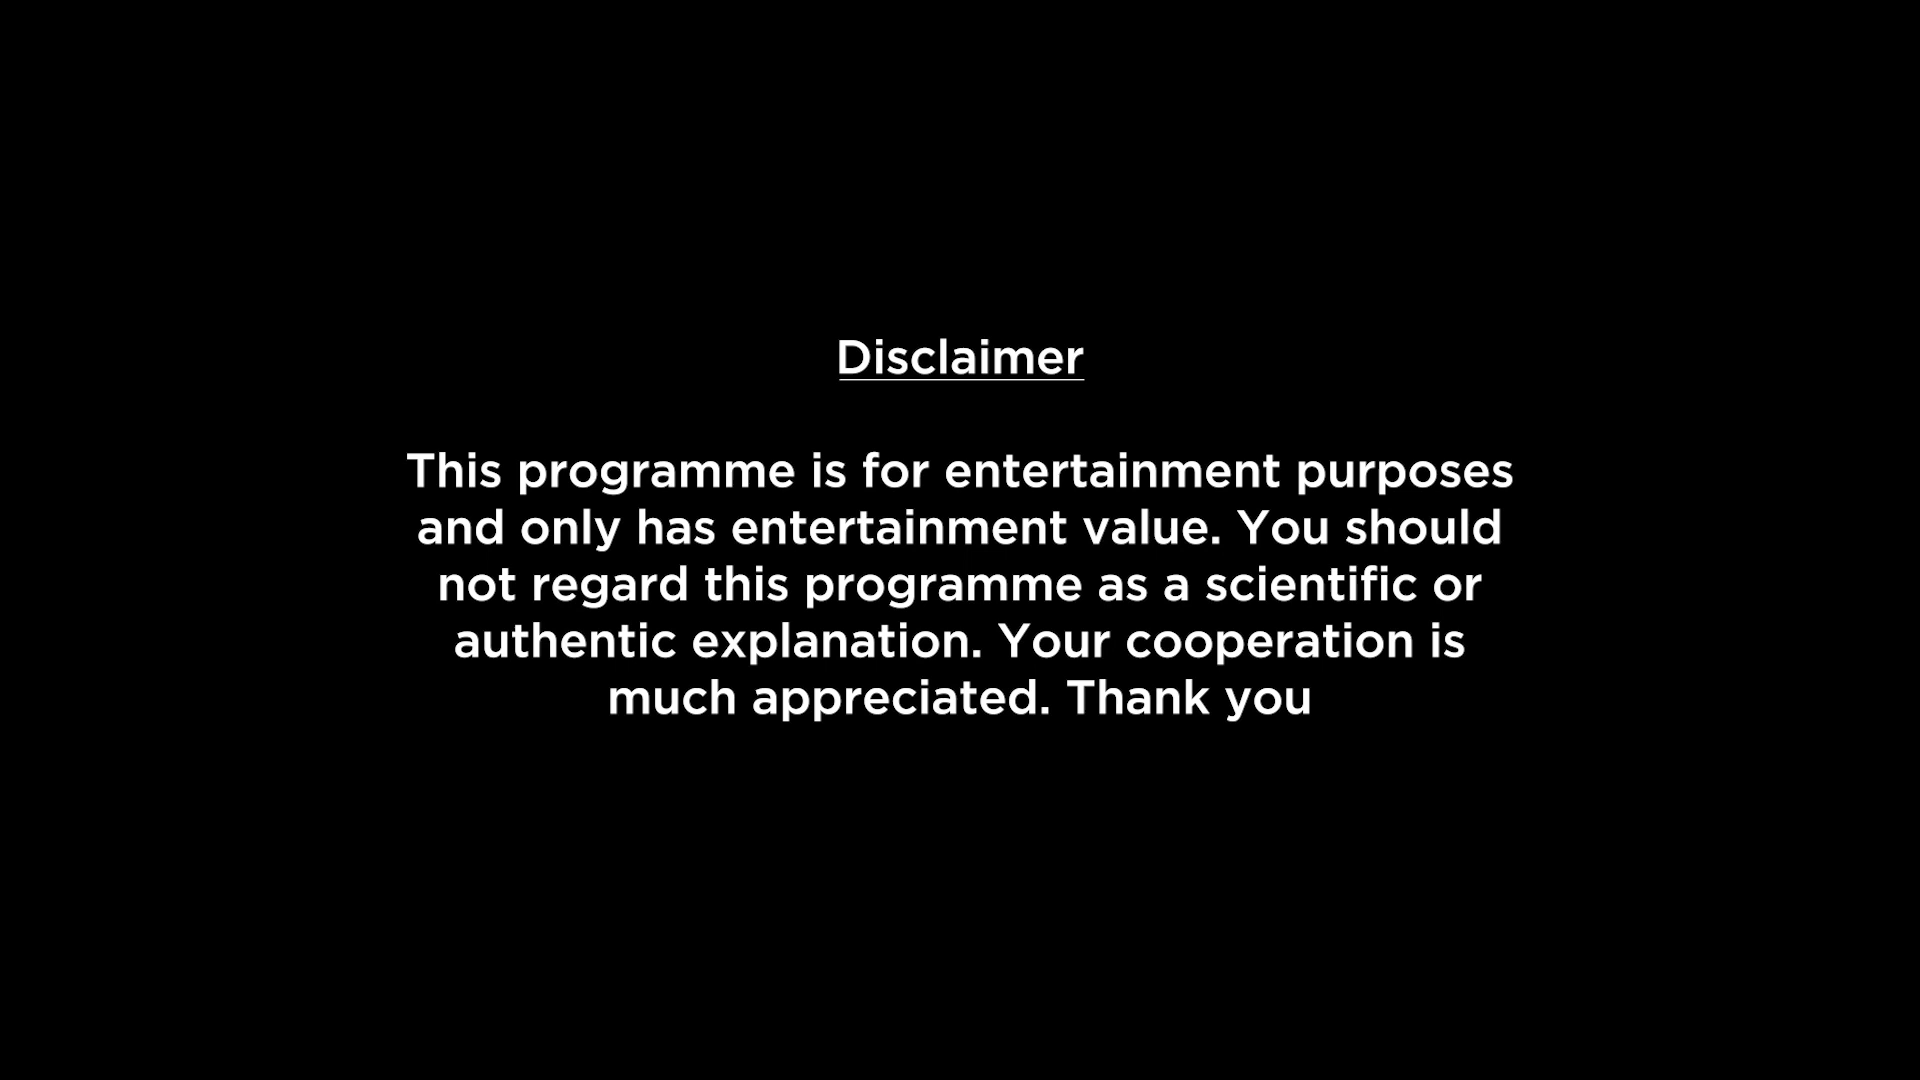 Disclaimer
This programme is for entertainment purposes
and only has entertainment value. You should
not regard this programme as a scientific or
authentic explanation. Your cooperation is
much appreciated. Thank you